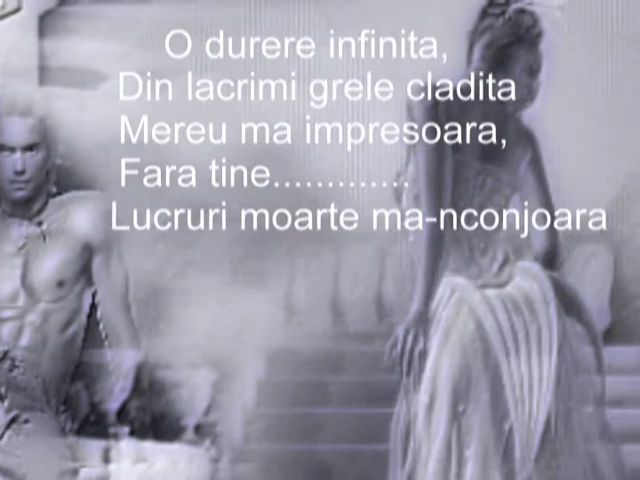 O durere infinita,
Din lacrimi grele cladita
Mereu ma impresoara,
Fara tine.............
Lucruri moarte ma-nconjoara